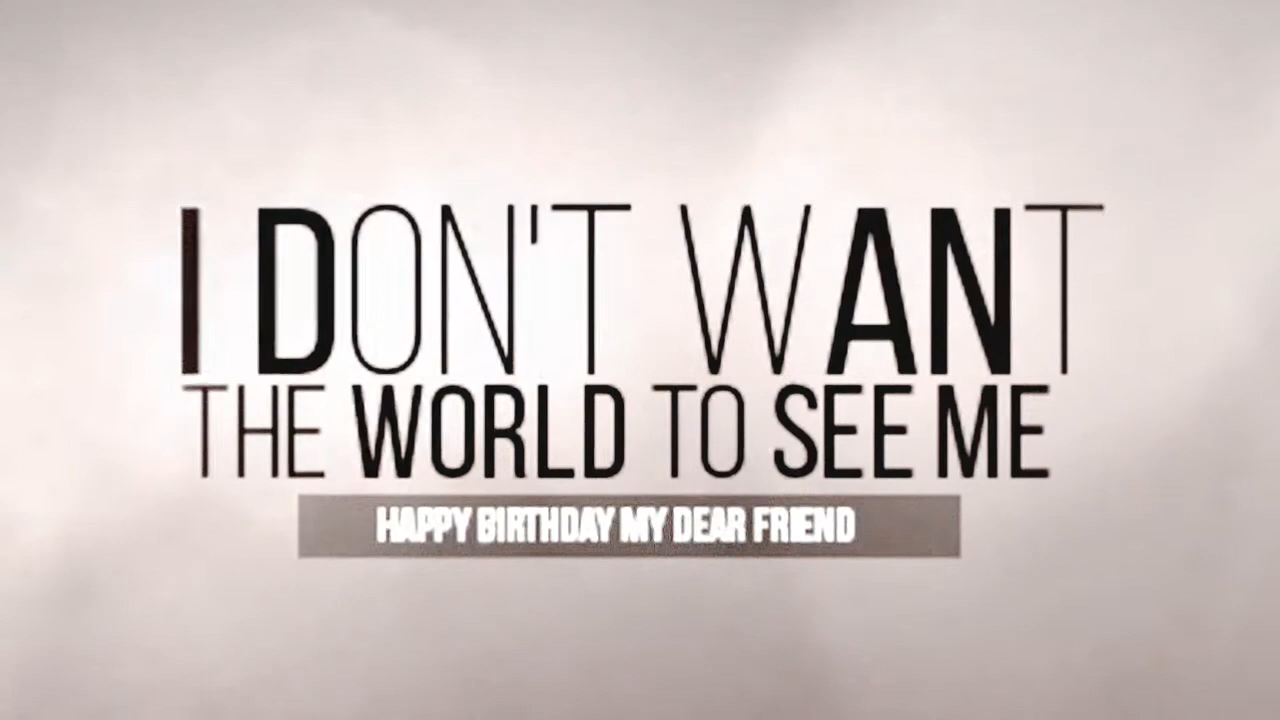 I DON'T WANT
THE WORLD TO SEE ME
HAPPY BIRTHDAY MY DEAR FRIEND